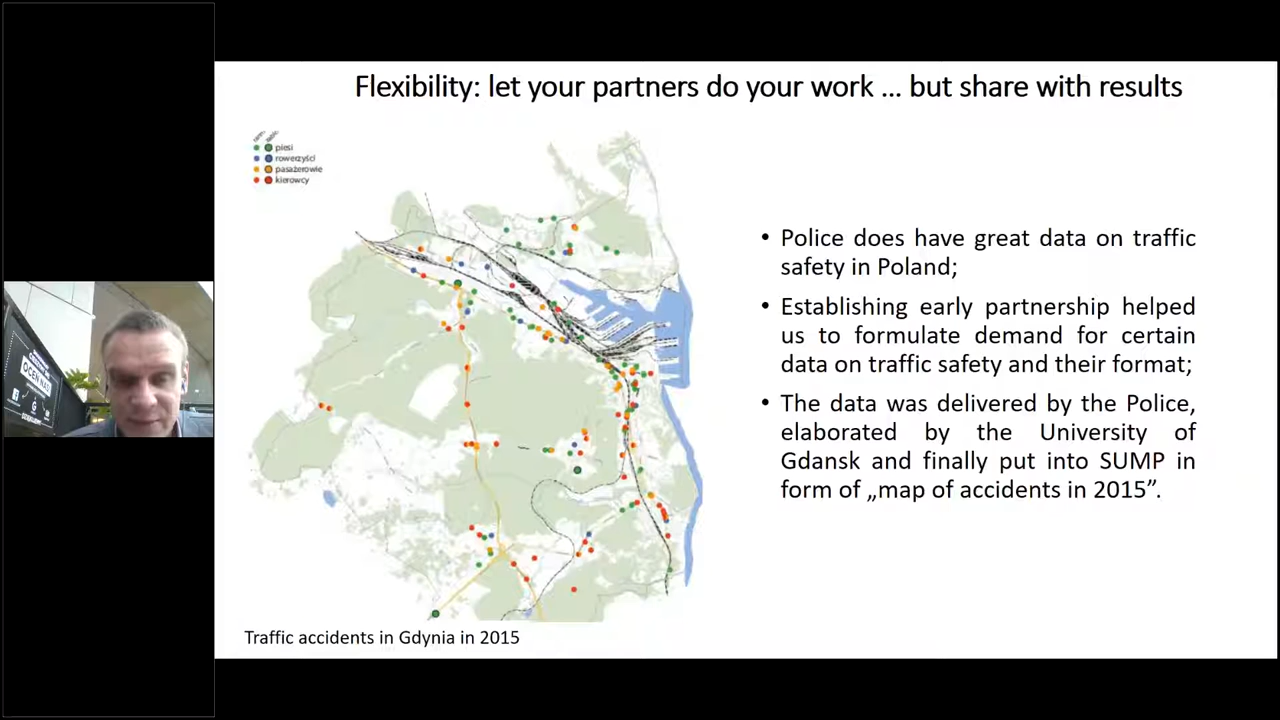 Flexibility: let your partners do your work ... but share with results
piesi
rowerzyści
pasażerowie
kierowcy
• Police does have great data on traffic
safety in Poland;
• Establishing early partnership helped
us to formulate demand for certain
data on traffic safety and their format;
• The data was delivered by the Police,
elaborated by the University of
Gdansk and finally put into SUMP in
form of „map of accidents in 2015”.
OCEŃ NAS
Traffic accidents in Gdynia in 2015